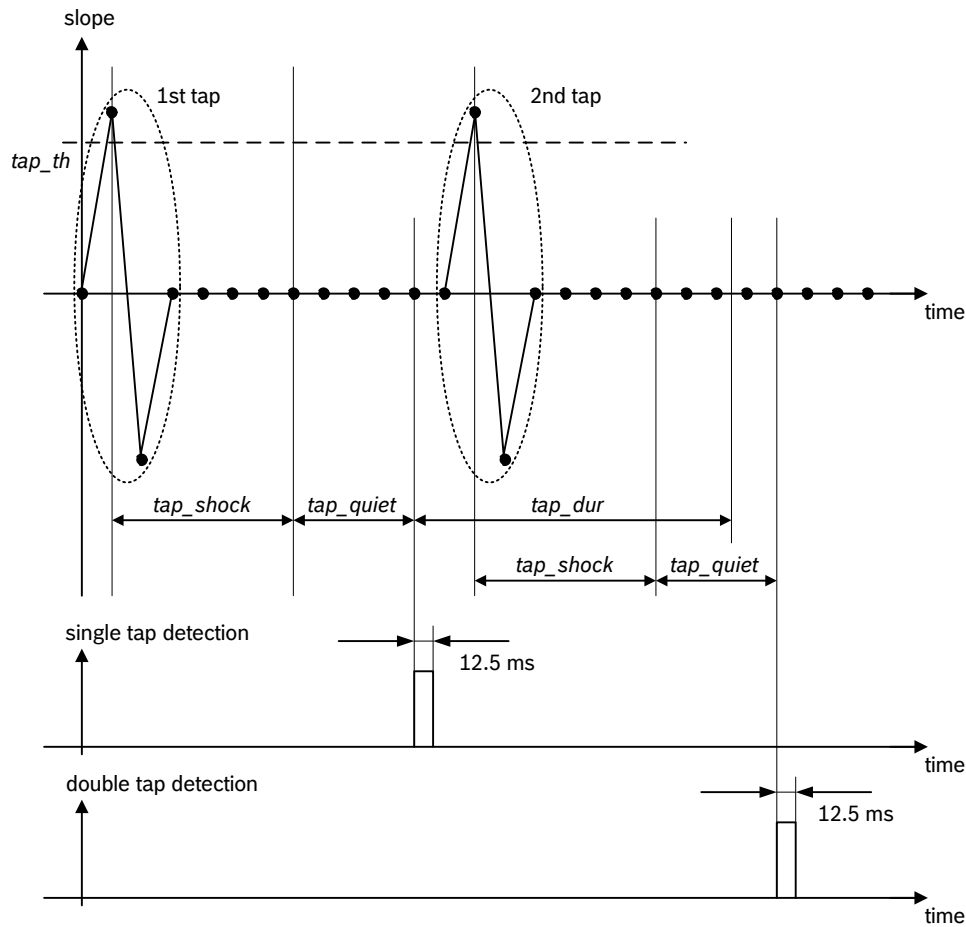 slope
1st tap
2nd tap
tap_th
time
tap_shock
tap_quiet
tap_dur
tap_shock
tap_quiet
single tap detection
12.5 ms
time
double tap detection
12.5 ms
time